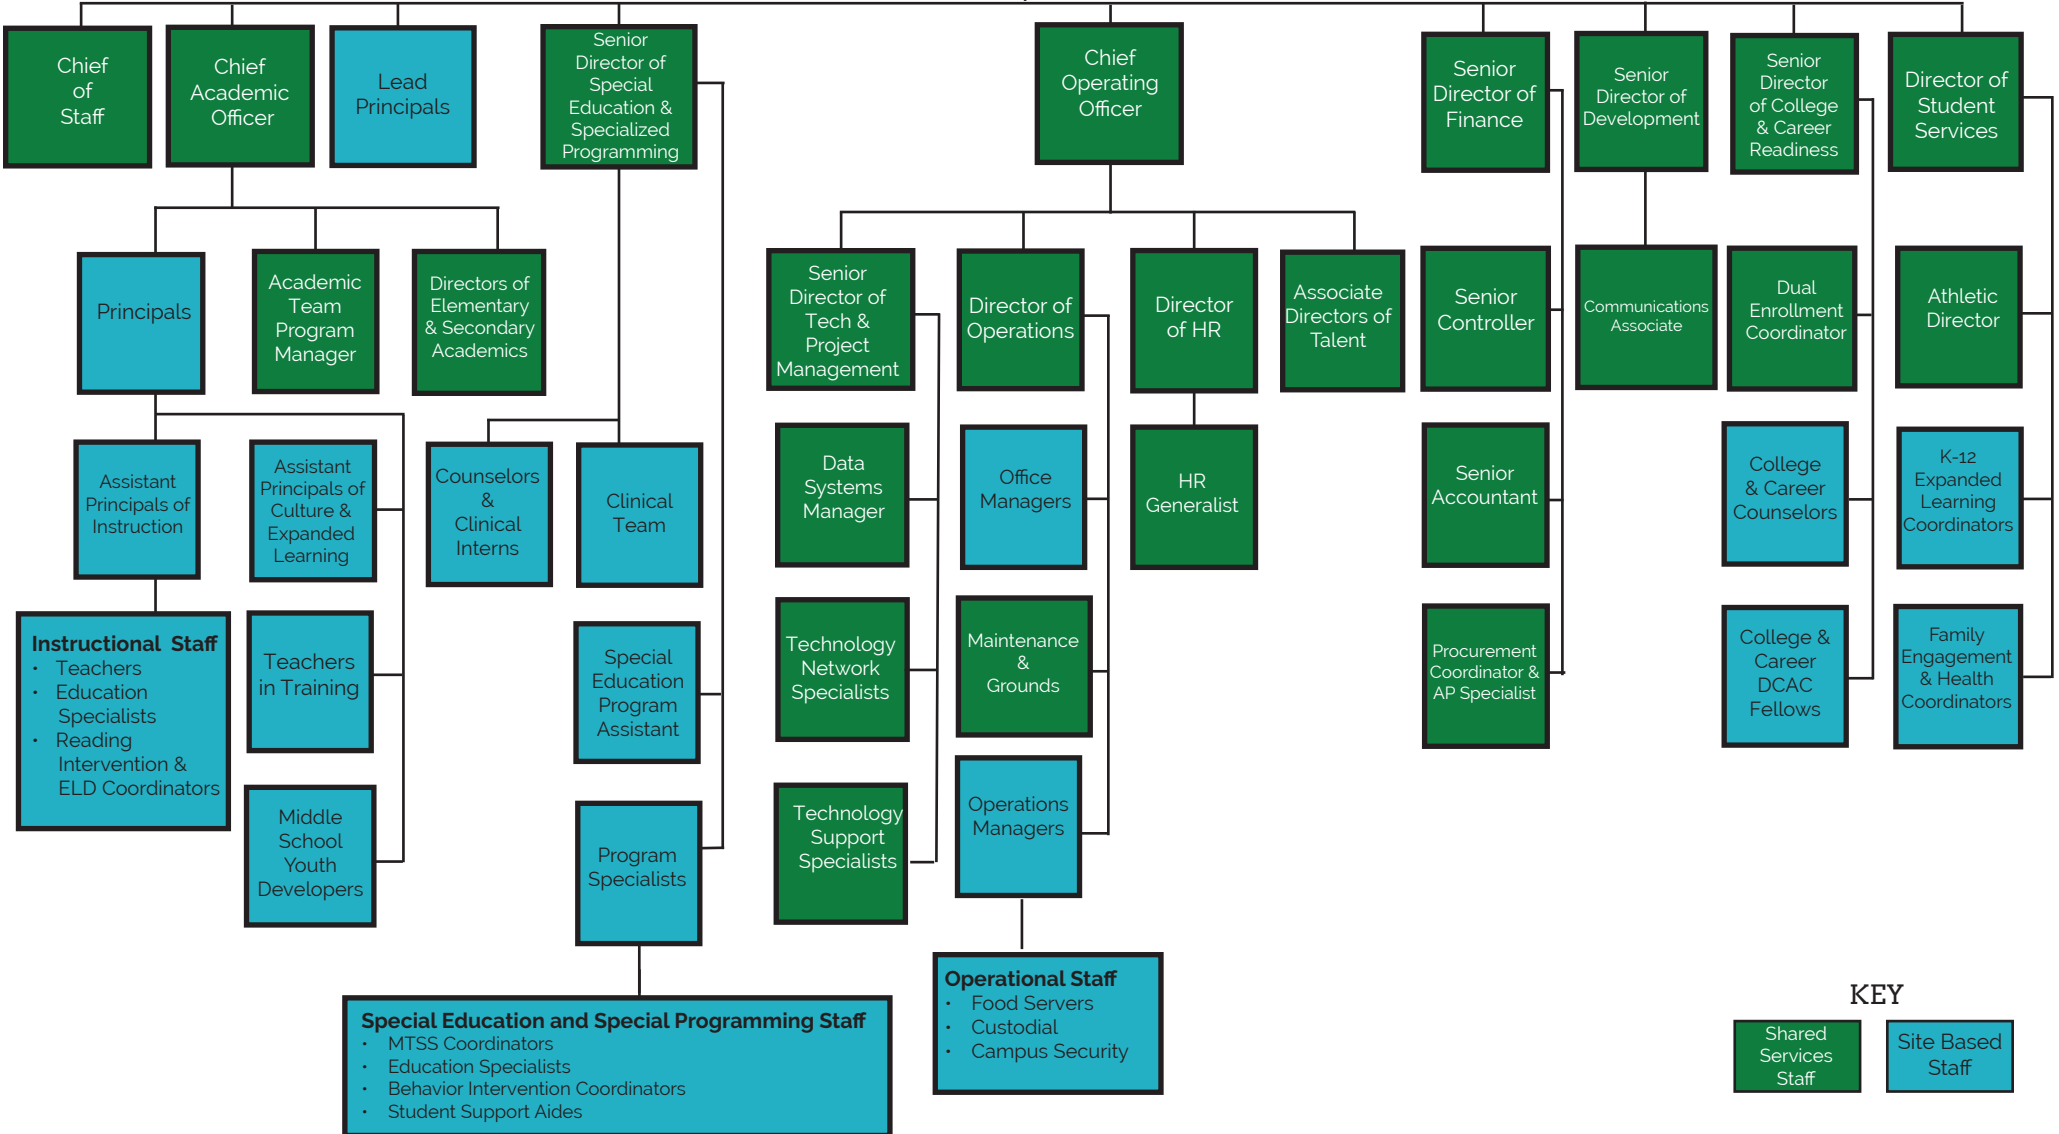 Chief
of
Staff
Chief
Academic
Officer
Lead
Principals
Senior
Director of
Special
Education &
Specialized
Programming
Chief
Operating
Officer
Senior
Director of
Finance
Senior
Director of
Development
Senior
Director
of College
& Career
Readiness
Director of
Student
Services
Principals
Academic
Team
Program
Manager
Directors of
Elementary
& Secondary
Academics
Senior
Director of
Tech &
Project
Management
Director of
Operations
Director
of HR
Associate
Directors of
Talent
Senior
Controller
Communications
Associate
Dual
Enrollment
Coordinator
Athletic
Director
Assistant
Principals of
Instruction
Assistant
Principals of
Culture &
Expanded
Learning
Counselors
&
Clinical
Interns
Clinical
Team
Data
Systems
Manager
Office
Managers
HR
Generalist
Senior
Accountant
College
& Career
Counselors
K-12
Expanded
Learning
Coordinators
Instructional Staff
• Teachers
• Education
Specialists
• Reading
Intervention &
ELD Coordinators
Teachers
in Training
Special
Education
Program
Assistant
Technology
Network
Specialists
Maintenance
&
Grounds
Procurement
Coordinator &
AP Specialist
College &
Career
DCAC
Fellows
Family
Engagement
& Health
Coordinators
Middle
School
Youth
Developers
Program
Specialists
Technology
Support
Specialists
Operations
Managers
Special Education and Special Programming Staff
• MTSS Coordinators
• Education Specialists
• Behavior Intervention Coordinators
• Student Support Aides
Operational Staff
• Food Servers
• Custodial
• Campus Security
KEY
Shared
Services
Staff
Site Based
Staff